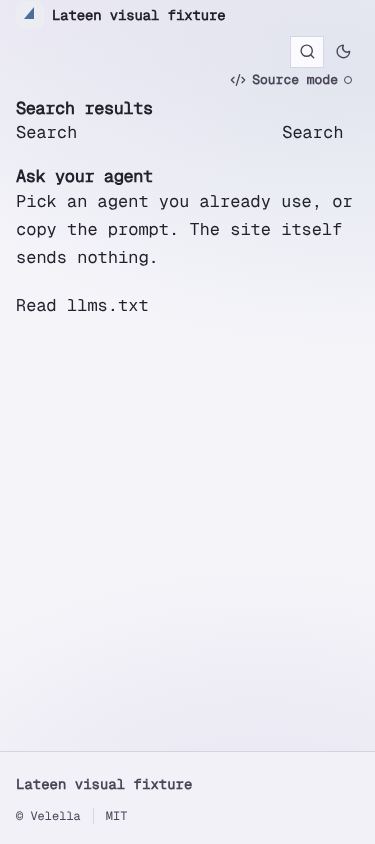 Lateen visual fixture
</> Source mode
Search results
Search Search
Ask your agent
Pick an agent you already use, or
copy the prompt. The site itself
sends nothing.
Read llms.txt
Lateen visual fixture
© Velella MIT